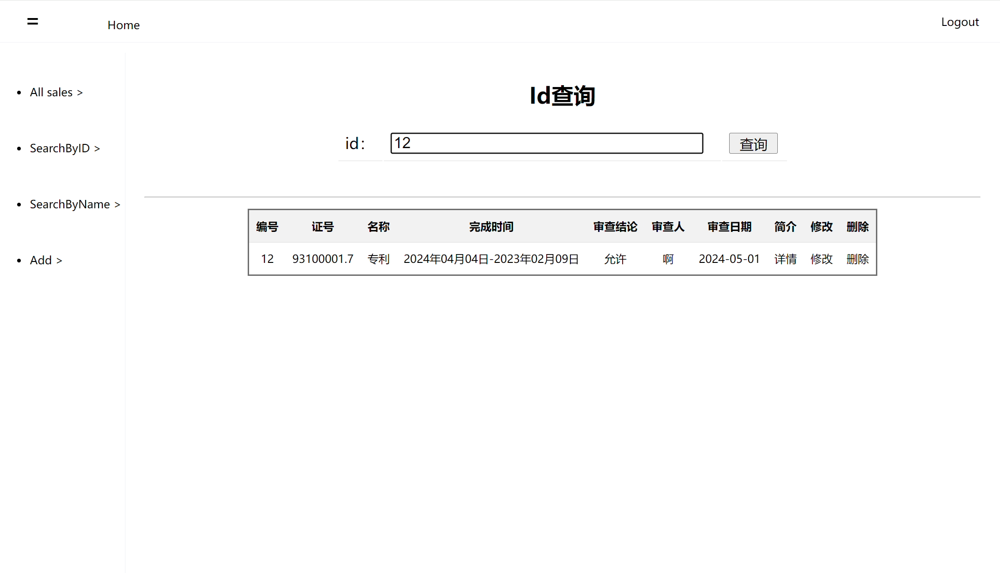 =
Home
Logout
All sales >
SearchByID >
SearchByName >
Add >
Id查询
id： 12 查询
编号 证号 名称 完成时间 审查结论 审查人 审查日期 简介 修改 删除
12 93100001.7 专利 2024年04月04日-2023年02月09日 允许 啊 2024-05-01 详情 修改 删除